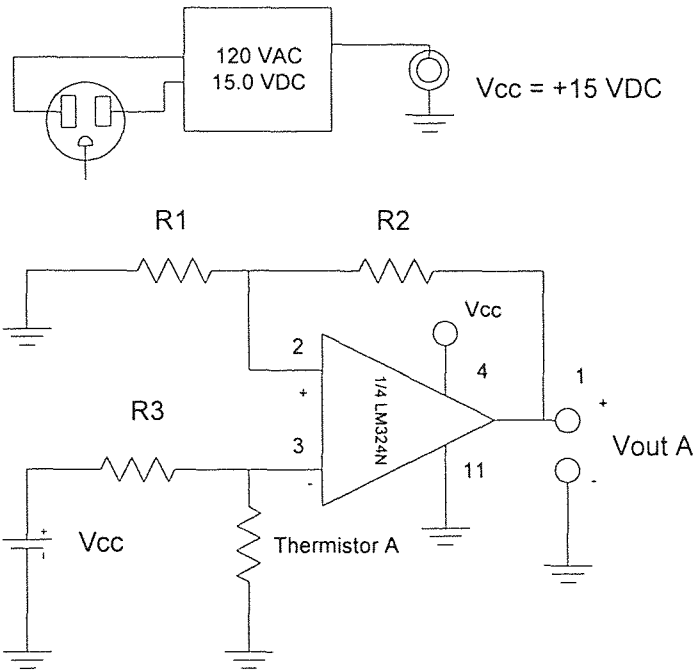 120 VAC
15.0 VDC
Vcc = +15 VDC
R1
R2
Vcc
2
4
1
+
+
1/4 LM324N
R3
3
Vout A
-
11
-
+
Vcc
-
Thermistor A